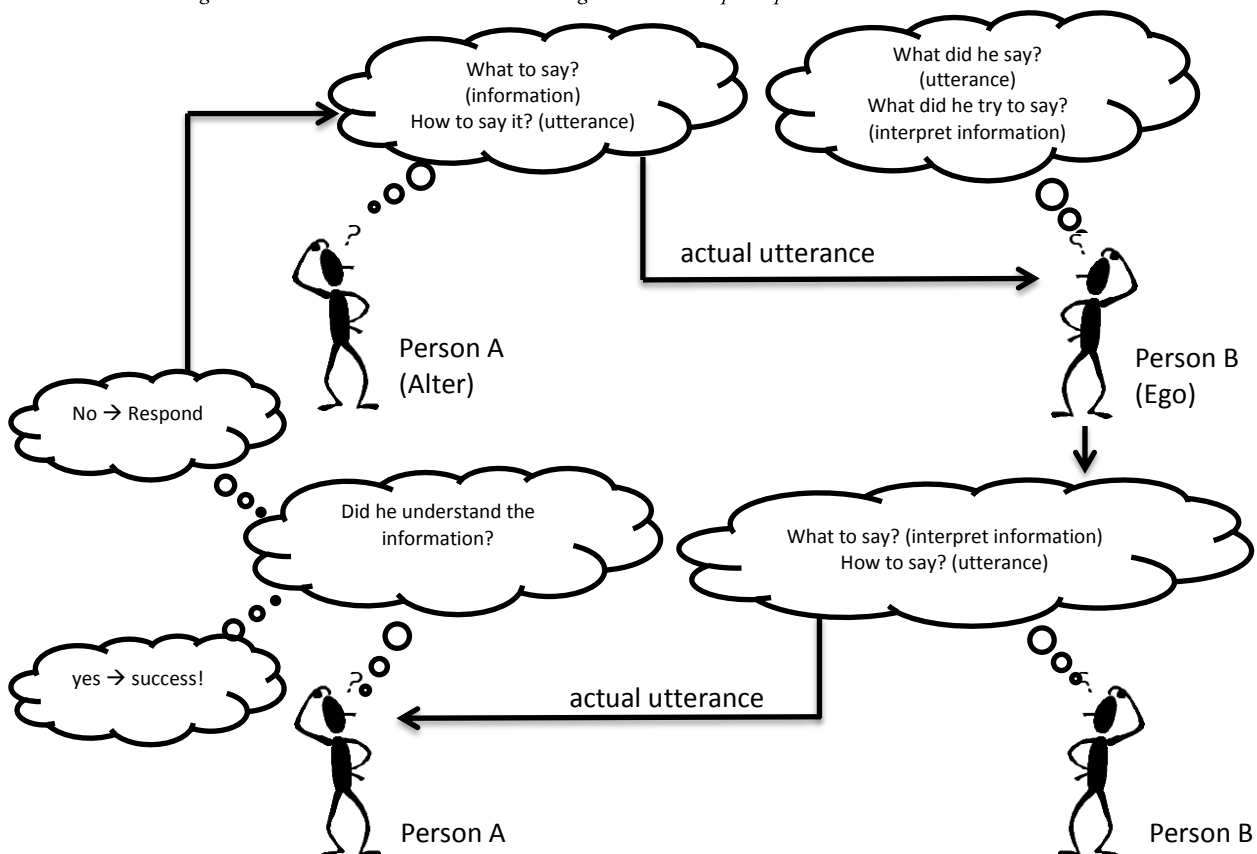 What to say?
(information)
How to say it? (utterance)
What did he say?
(utterance)
What did he try to say?
(interpret information)
?
?
actual utterance
Person A
(Alter)
Person B
(Ego)
No → Respond
Did he understand the
information?
What to say? (interpret information)
How to say? (utterance)
yes → success!
?
?
actual utterance
Person A
Person B